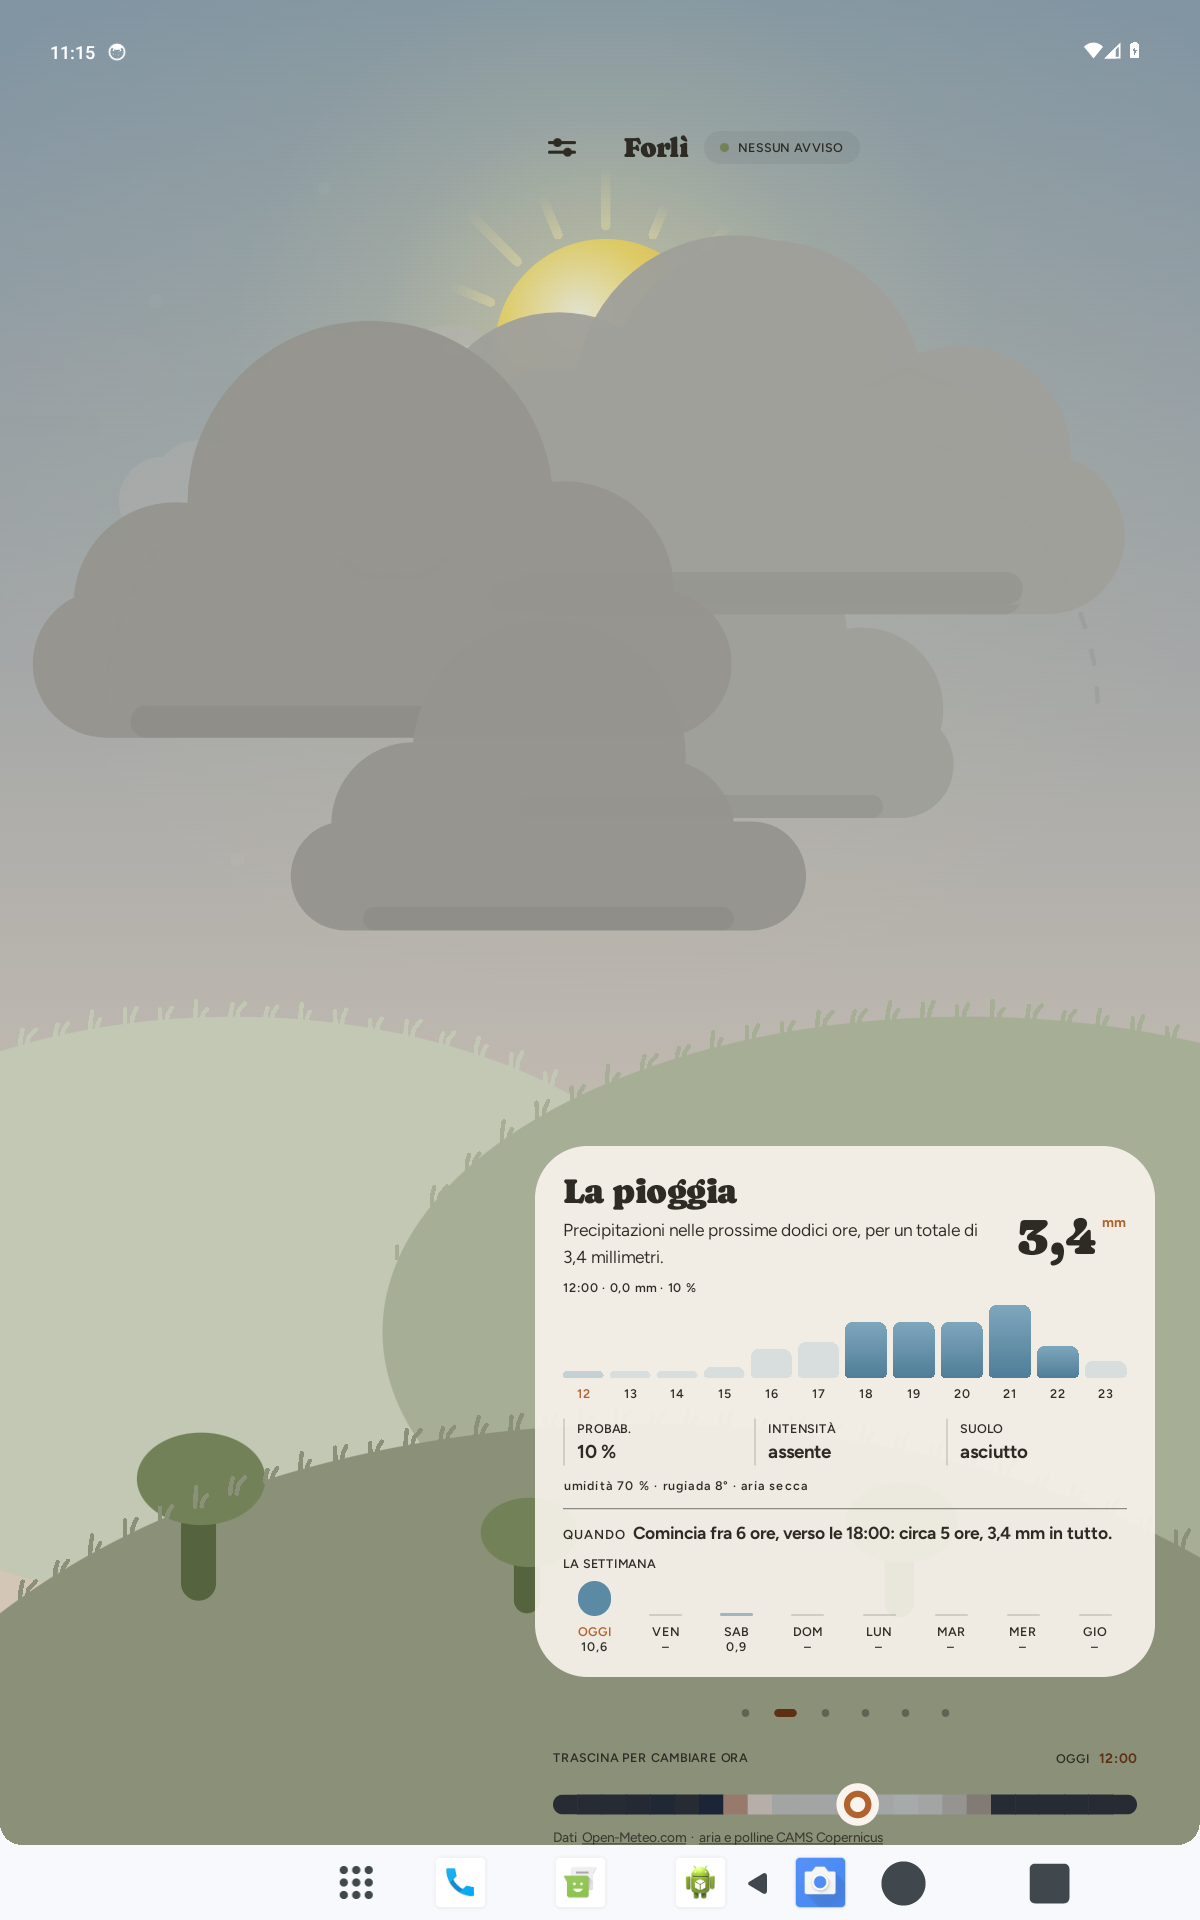 11:15
Forlì
NESSUN AVVISO
La pioggia
Precipitazioni nelle prossime dodici ore, per un totale di
3,4 millimetri.
3,4 mm
12:00 · 0,0 mm · 10 %
12 13 14 15 16 17 18 19 20 21 22 23
PROBAB. INTENSITÀ SUOLO
10 % assente asciutto
umidità 70 % · rugiada 8° · aria secca
QUANDO Comincia fra 6 ore, verso le 18:00: circa 5 ore, 3,4 mm in tutto.
LA SETTIMANA
OGGI VEN SAB DOM LUN MAR MER GIO
10,6 – 0,9 – – – – –
TRASCINA PER CAMBIARE ORA OGGI 12:00
Dati Open-Meteo.com · aria e polline CAMS Copernicus